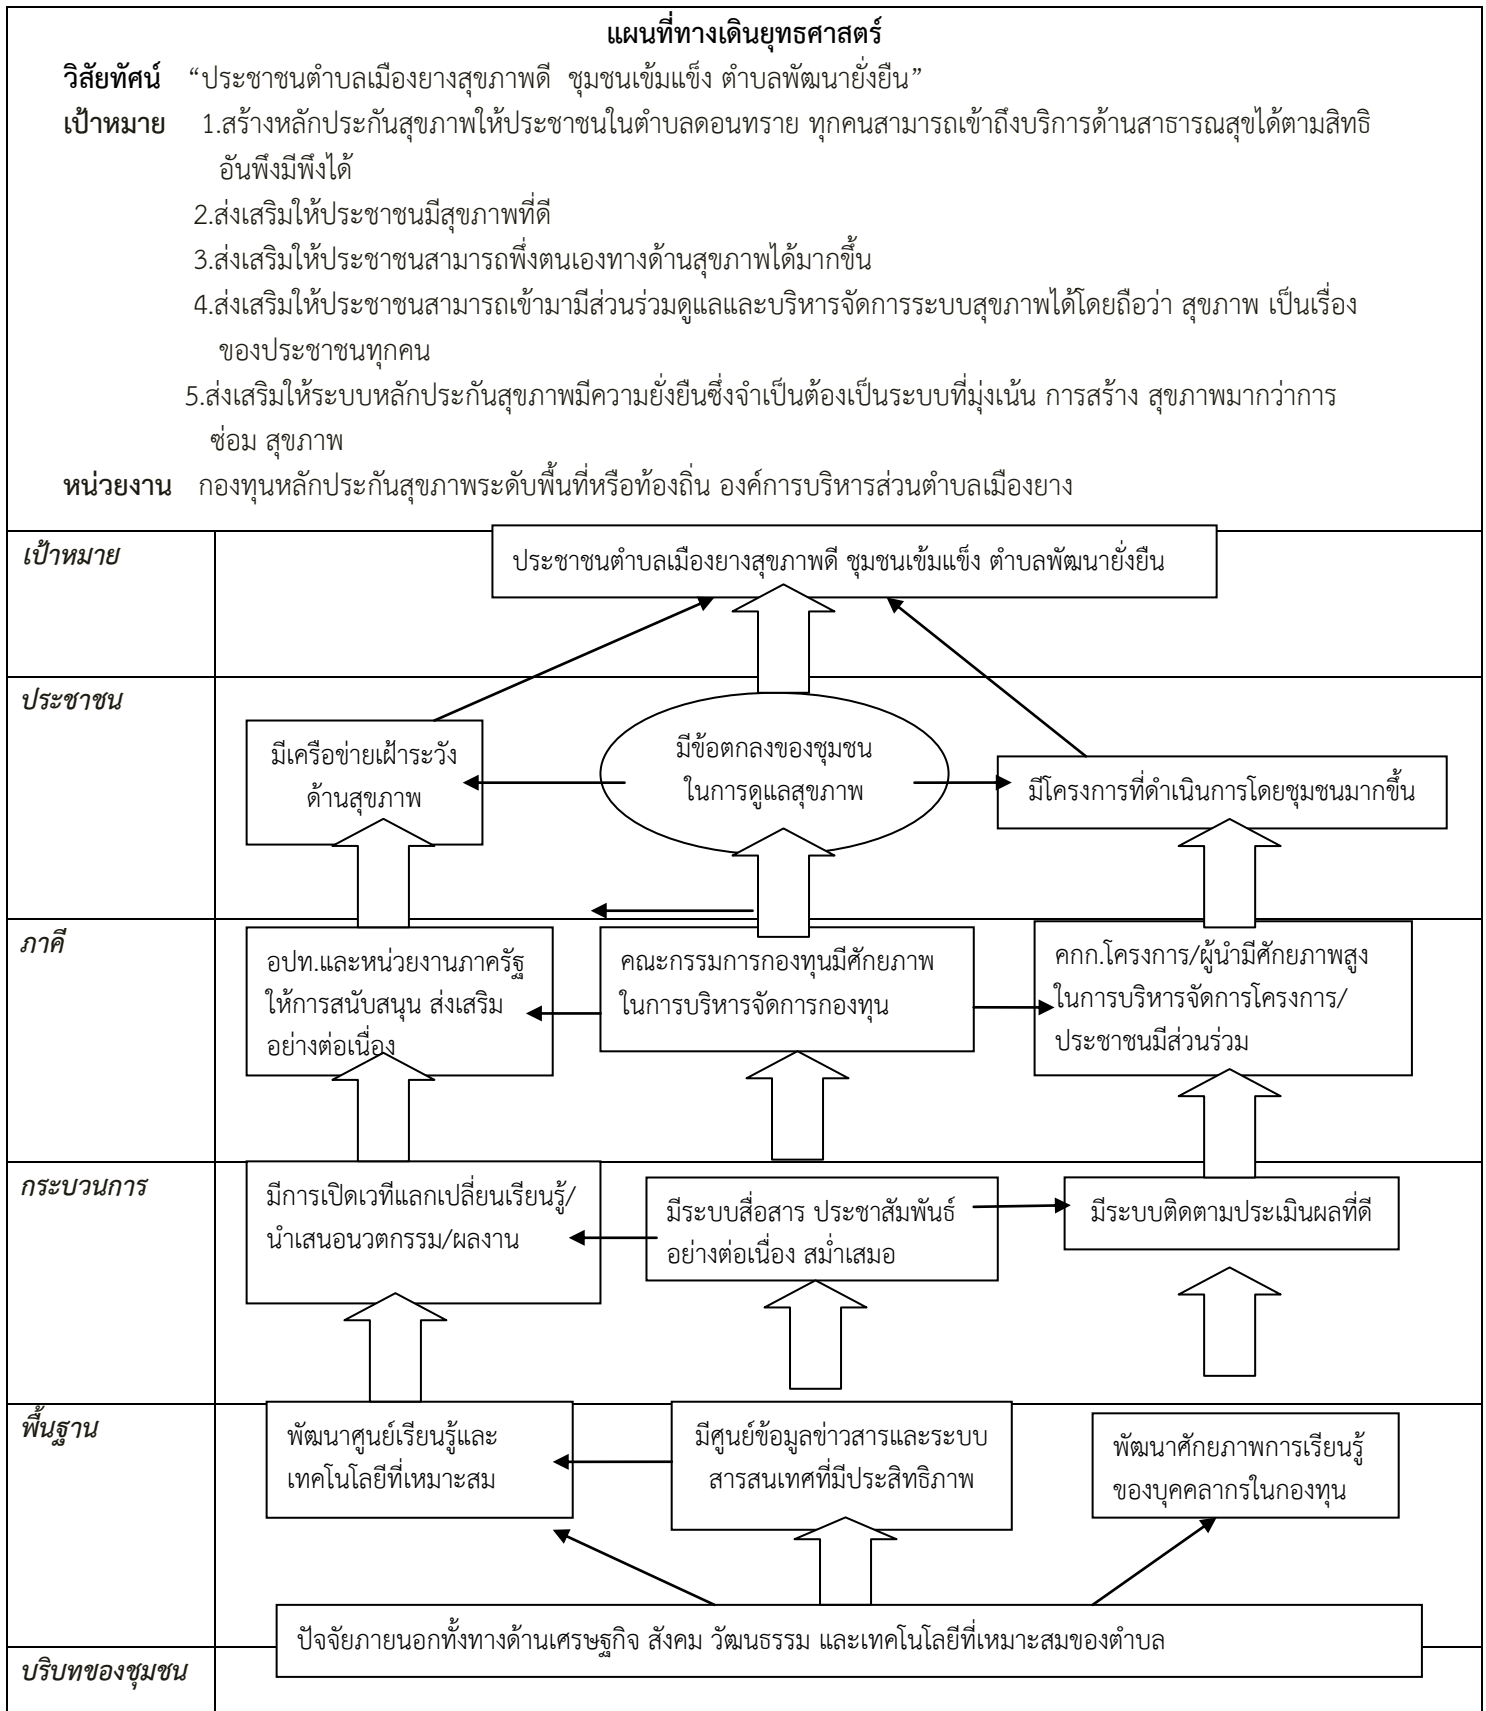 แผนที่ทางเดินยุทธศาสตร์
วิสัยทัศน์ “ประชาชนตำบลเมืองยางสุขภาพดี ชุมชนเข้มแข็ง ตำบลพัฒนายั่งยืน”
เป้าหมาย 1.สร้างหลักประกันสุขภาพให้ประชาชนในตำบลดอนทราย ทุกคนสามารถเข้าถึงบริการด้านสาธารณสุขได้ตามสิทธิ
อันพึงมีพึงได้
2.ส่งเสริมให้ประชาชนมีสุขภาพที่ดี
3.ส่งเสริมให้ประชาชนสามารถพึ่งตนเองทางด้านสุขภาพได้มากขึ้น
4.ส่งเสริมให้ประชาชนสามารถเข้ามามีส่วนร่วมดูแลและบริหารจัดการระบบสุขภาพได้โดยถือว่า สุขภาพ เป็นเรื่อง
ของประชาชนทุกคน
5.ส่งเสริมให้ระบบหลักประกันสุขภาพมีความยั่งยืนซึ่งจำเป็นต้องเป็นระบบที่มุ่งเน้น การสร้าง สุขภาพมากว่าการ
ซ่อม สุขภาพ
หน่วยงาน กองทุนหลักประกันสุขภาพระดับพื้นที่หรือท้องถิ่น องค์การบริหารส่วนตำบลเมืองยาง
เป้าหมาย
ประชาชนตำบลเมืองยางสุขภาพดี ชุมชนเข้มแข็ง ตำบลพัฒนายั่งยืน
ประชาชน
มีเครือข่ายเฝ้าระวัง
ด้านสุขภาพ
มีข้อตกลงของชุมชน
ในการดูแลสุขภาพ
มีโครงการที่ดำเนินการโดยชุมชนมากขึ้น
ภาคี
อปท.และหน่วยงานภาครัฐ
ให้การสนับสนุน ส่งเสริม
อย่างต่อเนื่อง
คณะกรรมการกองทุนมีศักยภาพ
ในการบริหารจัดการกองทุน
คกก.โครงการ/ผู้นำมีศักยภาพสูง
ในการบริหารจัดการโครงการ/
ประชาชนมีส่วนร่วม
กระบวนการ
มีการเปิดเวทีแลกเปลี่ยนเรียนรู้/
นำเสนอนวตกรรม/ผลงาน
มีระบบสื่อสาร ประชาสัมพันธ์
อย่างต่อเนื่อง สม่ำเสมอ
มีระบบติดตามประเมินผลที่ดี
พื้นฐาน
พัฒนาศูนย์เรียนรู้และ
เทคโนโลยีที่เหมาะสม
มีศูนย์ข้อมูลข่าวสารและระบบ
สารสนเทศที่มีประสิทธิภาพ
พัฒนาศักยภาพการเรียนรู้
ของบุคคลากรในกองทุน
ปัจจัยภายนอกทั้งทางด้านเศรษฐกิจ สังคม วัฒนธรรม และเทคโนโลยีที่เหมาะสมของตำบล
บริบทของชุมชน